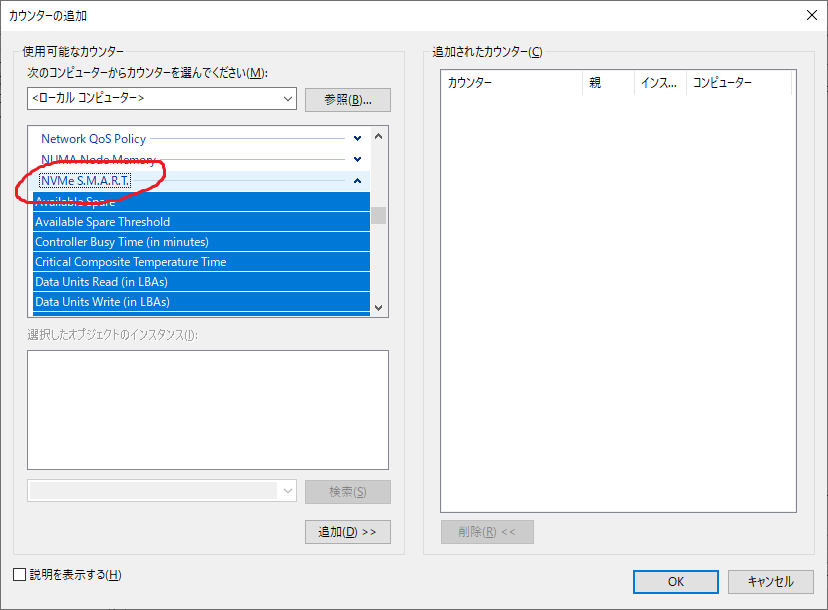 カウンターの追加
使用可能なカウンター
次のコンピューターからカウンターを選んでください(M):
<ローカル コンピューター>
参照(B)...
Network QoS Policy
NUMA Node Memory
NVMe S.M.A.R.T.
Available Spare
Available Spare Threshold
Controller Busy Time (in minutes)
Critical Composite Temperature Time
Data Units Read (in LBAs)
Data Units Write (in LBAs)
選択したオブジェクトのインスタンス(I):
検索(S)
追加(D) >>
説明を表示する(H)
追加されたカウンター(C)
カウンター 親 インス... コンピューター
削除(R) <<
OK
キャンセル